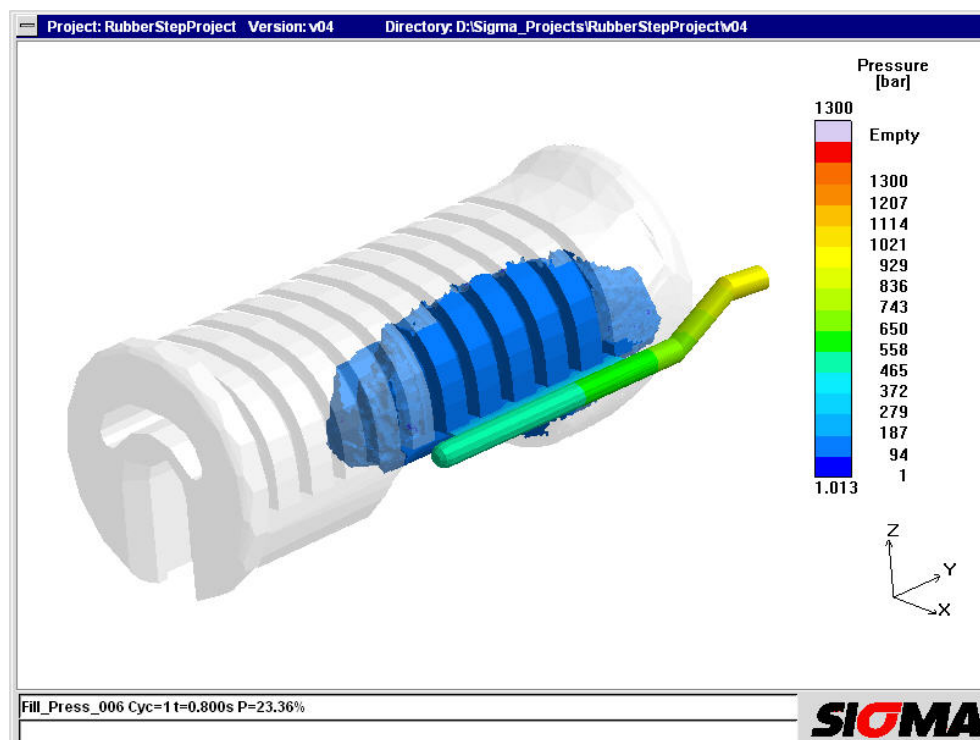 Project: RubberStepProject Version: v04 Directory: D:\Sigma_Projects\RubberStepProject\v04
Pressure
[bar]
1300
Empty
1300
1207
1114
1021
929
836
743
650
558
465
372
279
187
94
1
1.013
Z
Y
X
Fill_Press_006 Cyc=1 t=0.800s P=23.36%
SIGMA